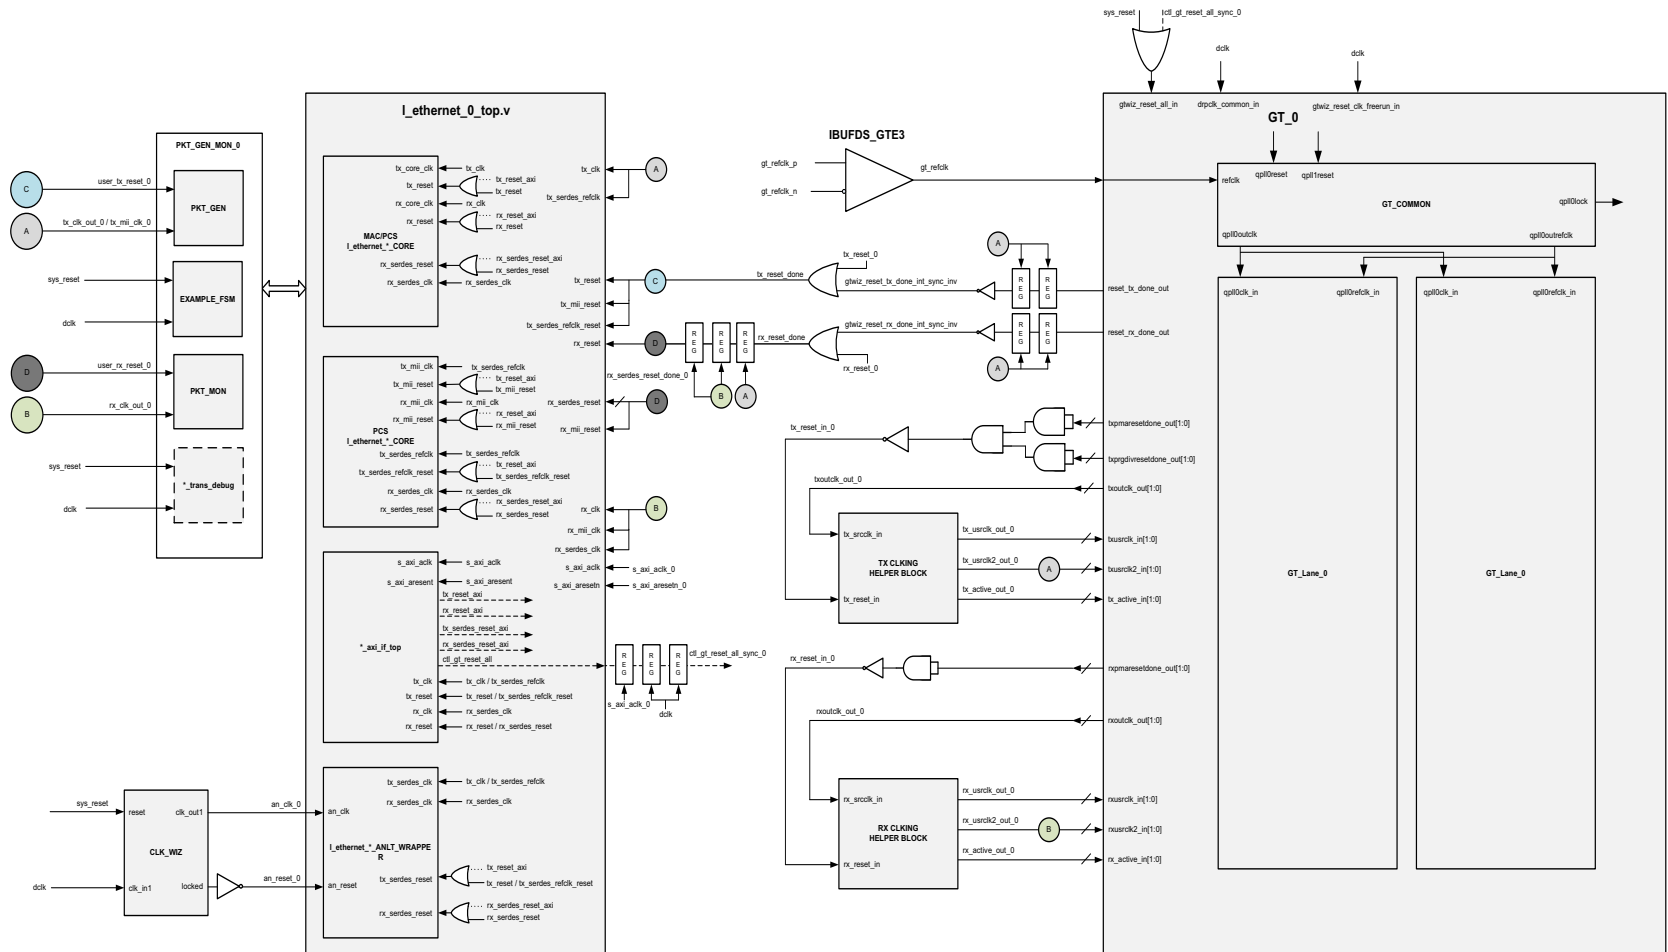 sys_reset
ctl_gt_reset_all_sync_0
dclk
dclk
gtwiz_reset_all_in
drpclk_common_in
gtwiz_reset_clk_freerun_in
GT_0
qpll0reset
qpll1reset
refclk
GT_COMMON
qpll0lock
qpll0outclk
qpll0outrefclk
qpll0clk_in
qpll0refclk_in
qpll0clk_in
qpll0refclk_in
GT_Lane_0
GT_Lane_0
PKT_GEN_MON_0
C
user_tx_reset_0
PKT_GEN
A
tx_clk_out_0 / tx_mii_clk_0
sys_reset
EXAMPLE_FSM
dclk
D
user_rx_reset_0
PKT_MON
B
rx_clk_out_0
sys_reset
*_trans_debug
dclk
l_ethernet_0_top.v
tx_core_clk
tx_clk
tx_reset
tx_reset_axi
tx_reset
rx_core_clk
rx_clk
rx_reset
rx_reset_axi
rx_reset
MAC/PCS
l_ethernet_*_CORE
rx_serdes_reset
rx_serdes_reset_axi
rx_serdes_reset
rx_serdes_clk
rx_serdes_clk
tx_mii_clk
tx_serdes_refclk
tx_mii_reset
tx_reset_axi
tx_mii_reset
rx_mii_clk
rx_mii_clk
rx_mii_reset
rx_reset_axi
rx_mii_reset
PCS
l_ethernet_*_CORE
tx_serdes_refclk
tx_serdes_refclk
tx_serdes_refclk_reset
tx_reset_axi
tx_serdes_refclk_reset
rx_serdes_clk
rx_serdes_clk
rx_serdes_reset
rx_serdes_reset_axi
rx_serdes_reset
s_axi_aclk
s_axi_aclk
s_axi_aresent
s_axi_aresent
tx_reset_axi
rx_reset_axi
tx_serdes_reset_axi
rx_serdes_reset_axi
*_axi_if_top
ctl_gt_reset_all
tx_clk
tx_clk / tx_serdes_refclk
tx_reset
tx_reset / tx_serdes_refclk_reset
rx_clk
rx_serdes_clk
rx_reset
rx_reset / rx_serdes_reset
tx_serdes_clk
tx_clk / tx_serdes_refclk
rx_serdes_clk
rx_serdes_clk
an_clk
l_ethernet_*_ANLT_WRAPPE
R
an_reset
tx_serdes_reset
tx_reset_axi
tx_reset / tx_serdes_refclk_reset
rx_serdes_reset
rx_serdes_reset_axi
rx_serdes_reset
sys_reset
reset
clk_out1
an_clk_0
CLK_WIZ
dclk
clk_in1
locked
an_reset_0
tx_clk
A
tx_serdes_refclk
tx_reset
C
tx_mii_reset
tx_serdes_refclk_reset
rx_reset
D
rx_serdes_reset_done_0
rx_serdes_reset
D
rx_mii_reset
rx_clk
B
rx_mii_clk
rx_serdes_clk
s_axi_aclk
s_axi_aclk_0
s_axi_aresetn
s_axi_aresetn_0
REG
REG
REG
ctl_gt_reset_all_sync_0
s_axi_aclk_0
dclk
IBUFDS_GTE3
gt_refclk_p
gt_refclk_n
gt_refclk
tx_reset_done
tx_reset_0
gtwiz_reset_tx_done_int_sync_inv
A
REG
REG
reset_tx_done_out
REG
REG
REG
rx_reset_done
gtwiz_reset_rx_done_int_sync_inv
rx_reset_0
REG
REG
reset_rx_done_out
A
B
A
tx_reset_in_0
txpmaresetdone_out[1:0]
txprgdivresetdone_out[1:0]
txoutclk_out_0
txoutclk_out[1:0]
tx_srcclk_in
tx_usrclk_out_0
txusrclk_in[1:0]
TX CLKING
HELPER BLOCK
tx_usrclk2_out_0
A
txusrclk2_in[1:0]
tx_reset_in
tx_active_out_0
tx_active_in[1:0]
rx_reset_in_0
rxpmaresetdone_out[1:0]
rxoutclk_out_0
rxoutclk_out[1:0]
rx_srcclk_in
rx_usrclk_out_0
rxusrclk_in[1:0]
RX CLKING
HELPER BLOCK
rx_usrclk2_out_0
B
rxusrclk2_in[1:0]
rx_reset_in
rx_active_out_0
rx_active_in[1:0]